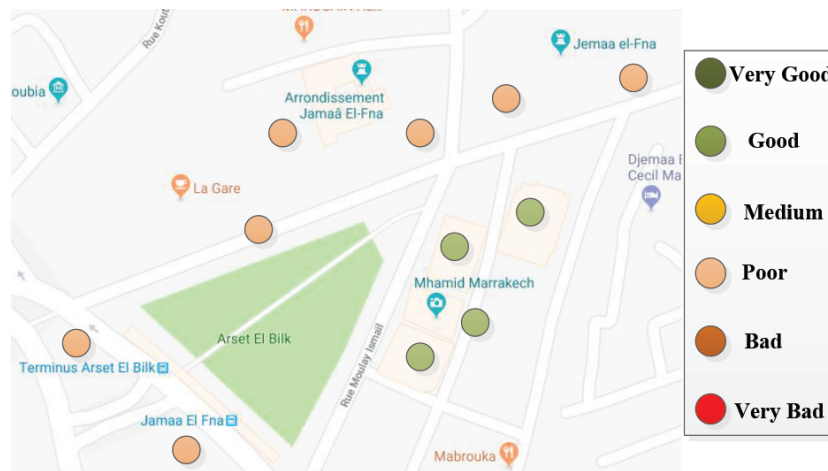 Rue Kout
Jemaa el-Fna
oubia
Arrondissement
Jamaâ El-Fna
La Gare
Djemaa E
Cecil Ma
Mhamid Marrakech
Arset El Bilk
Rue Moulay Ismail
Terminus Arset El Bilk
Jamaa El Fna
Mabrouka
Very Good
Good
Medium
Poor
Bad
Very Bad